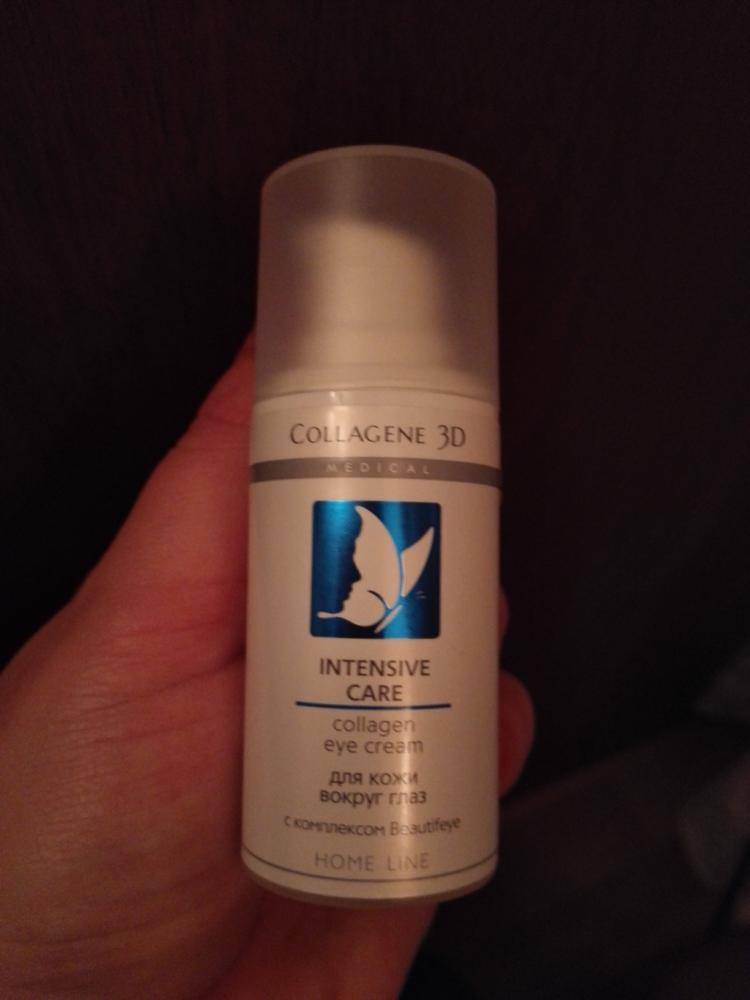 COLLAGENE 3D
MEDICAL
INTENSIVE
CARE
collagen
eye cream
для кожи
вокруг глаз
с комплексом Beautifeye
HOME LINE